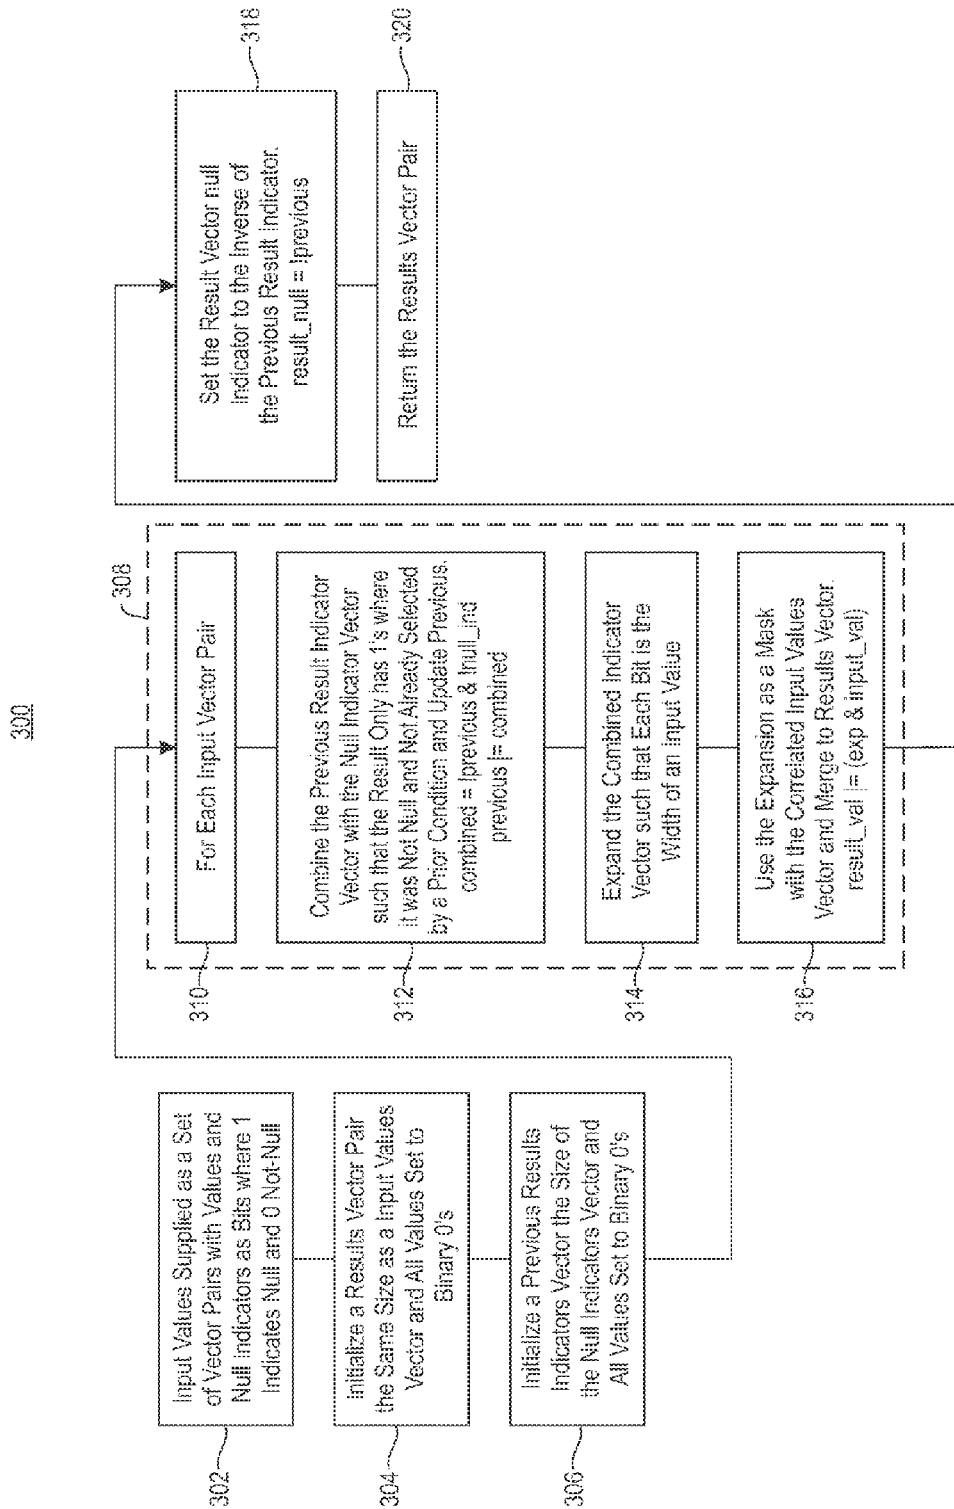 300
302
Input Values Supplied as a Set
of Vector Pairs with Values and
Null Indicators as Bits where 1
Indicates Null and 0 Not-Null
304
Initialize a Results Vector Pair
the Same Size as a Input Values
Vector and All Values Set to
Binary 0's
306
Initialize a Previous Results
Indicators Vector the Size of
the Null Indicators Vector and
All Values Set to Binary 0's
308
310
For Each Input Vector Pair
312
Combine the Previous Result Indicator
Vector with the Null Indicator Vector
such that the Result Only has 1's where
it was Not Null and Not Already Selected
by a Prior Condition and Update Previous.
combined = !previous & !null_ind
previous |= combined
314
Expand the Combined Indicator
Vector such that Each Bit is the
Width of an Input Value
316
Use the Expansion as a Mask
with the Correlated Input Values
Vector and Merge to Results Vector.
result_val |= (exp & input_val)
318
Set the Result Vector null
Indicator to the Inverse of
the Previous Result Indicator.
result_null = !previous
320
Return the Results Vector Pair